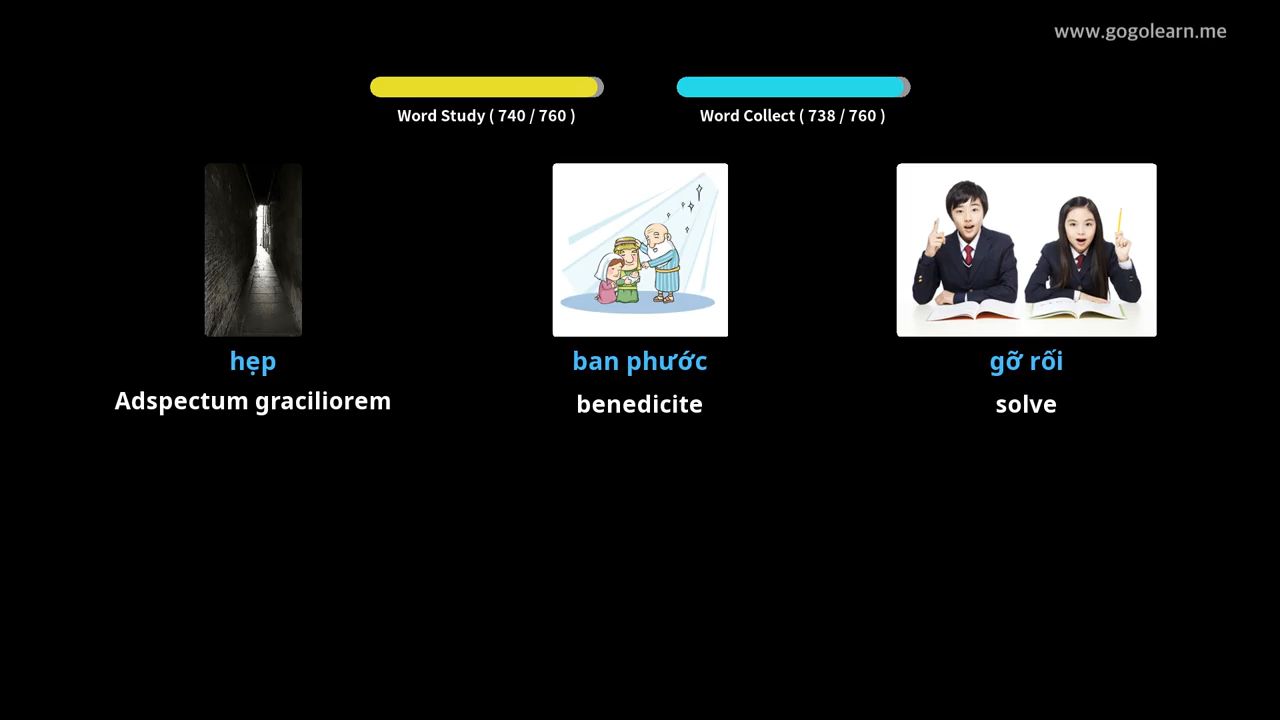 www.gogolearn.me
Word Study ( 740 / 760 )
Word Collect ( 738 / 760 )
hẹp
ban phước
gỡ rối
Adspectum graciliorem
benedicite
solve